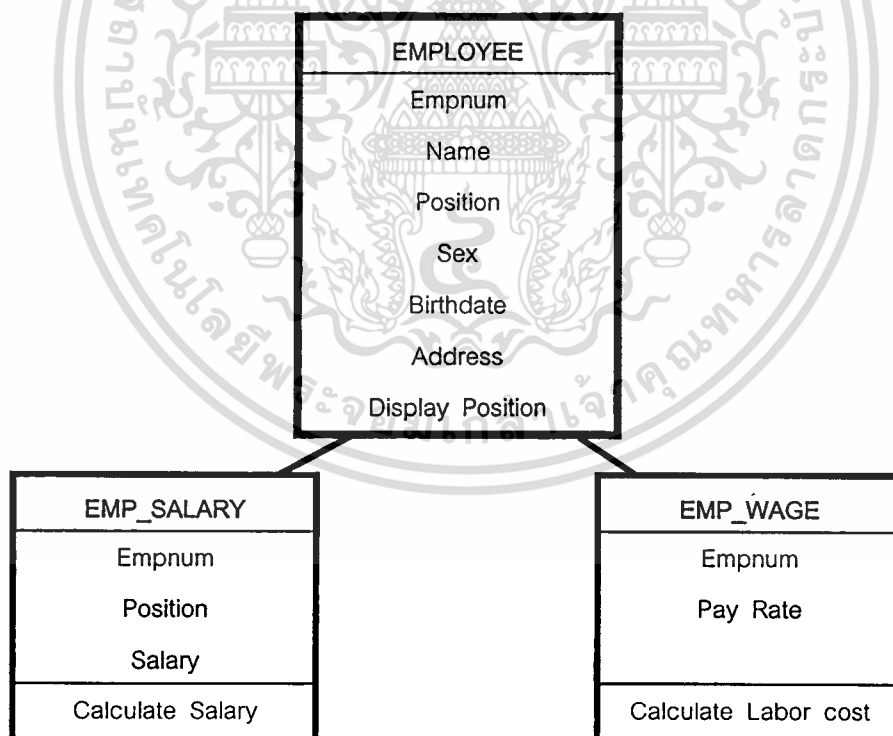 EMPLOYEE
Empnum
Name
Position
Sex
Birthdate
Address
Display Position
EMP_SALARY
Empnum
Position
Salary
Calculate Salary
EMP_WAGE
Empnum
Pay Rate
Calculate Labor cost